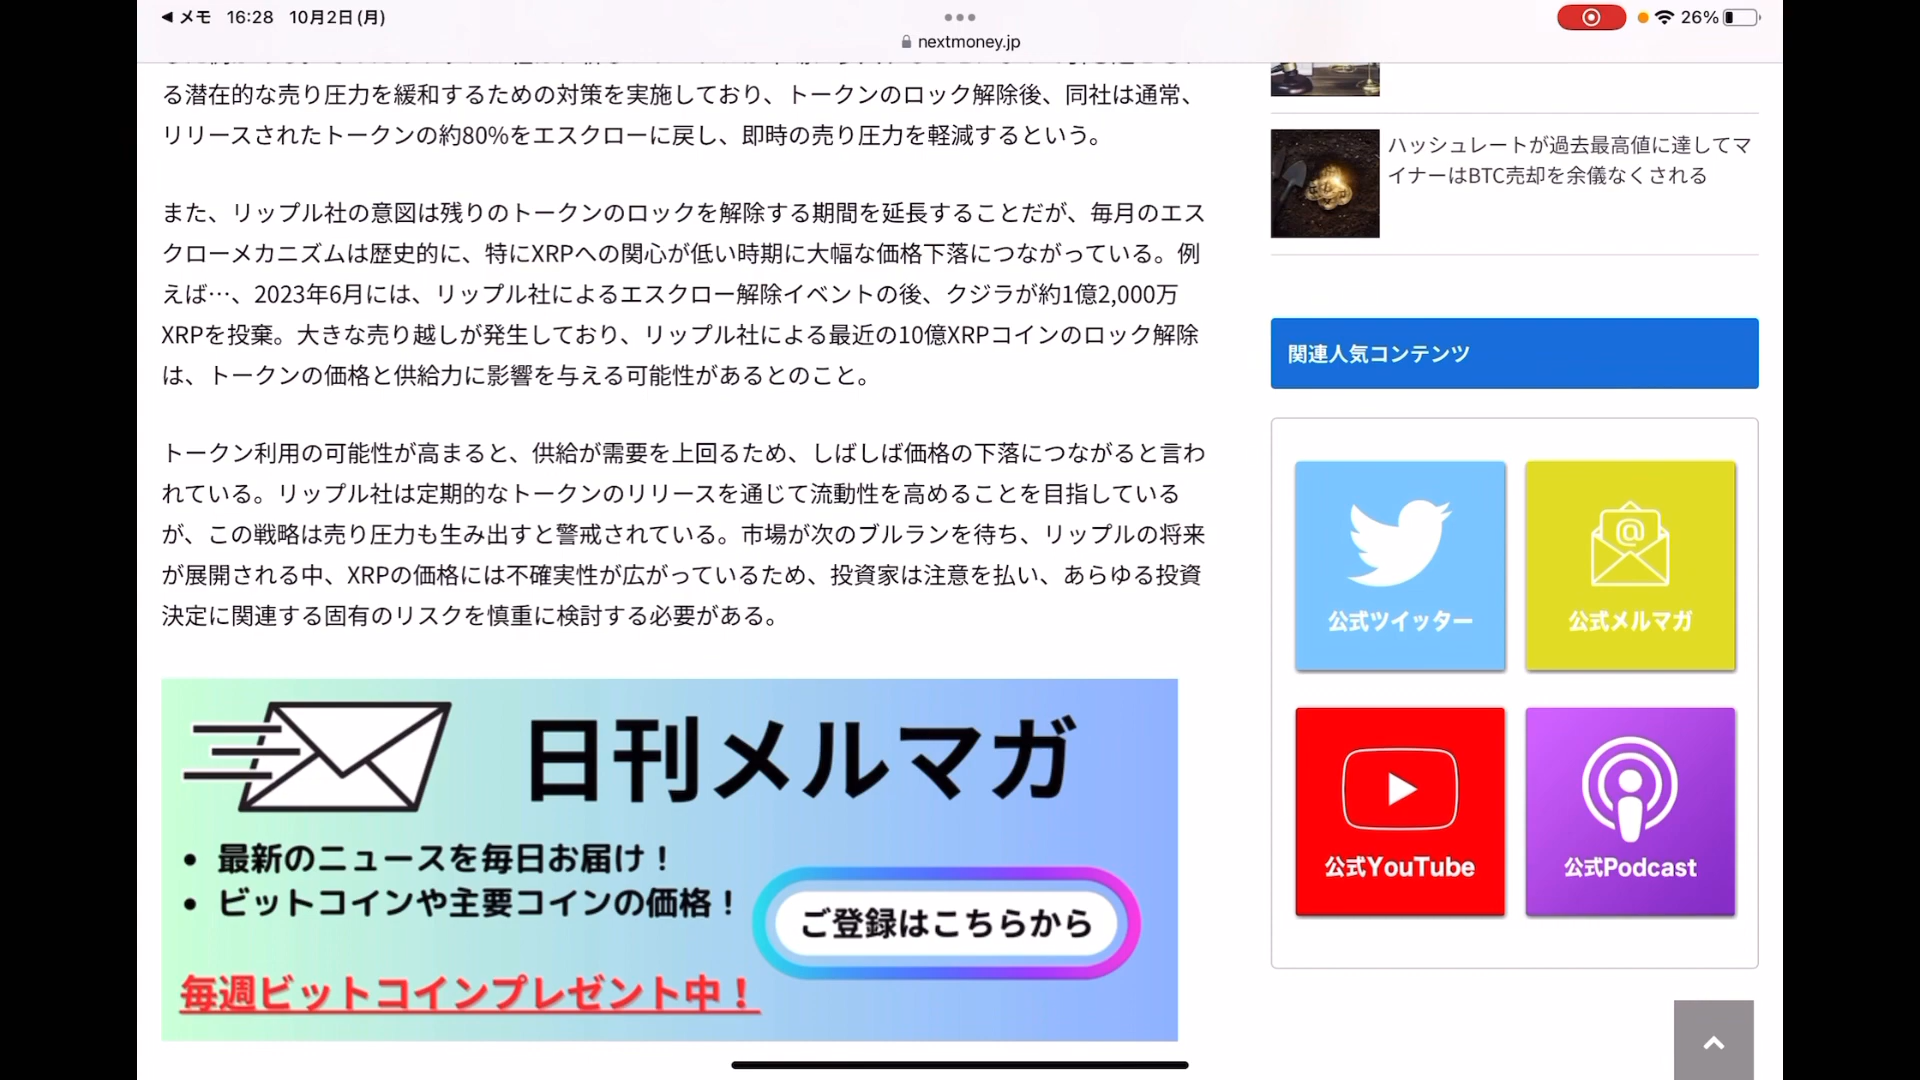 メモ 16:28 10月2日(月)
26%
nextmoney.jp
る潜在的な売り圧力を緩和するための対策を実施しており、トークンのロック解除後、同社は通常、
リリースされたトークンの約80%をエスクローに戻し、即時の売り圧力を軽減するという。
また、リップル社の意図は残りのトークンのロックを解除する期間を延長することだが、毎月のエス
クローメカニズムは歴史的に、特にXRPへの関心が低い時期に大幅な価格下落につながっている。例
えば…、2023年6月には、リップル社によるエスクロー解除イベントの後、クジラが約1億2,000万
XRPを投棄。大きな売り越しが発生しており、リップル社による最近の10億XRPコインのロック解除
は、トークンの価格と供給力に影響を与える可能性があるとのこと。
トークン利用の可能性が高まると、供給が需要を上回るため、しばしば価格の下落につながると言わ
れている。リップル社は定期的なトークンのリリースを通じて流動性を高めることを目指している
が、この戦略は売り圧力も生み出すと警戒されている。市場が次のブルランを待ち、リップルの将来
が展開される中、XRPの価格には不確実性が広がっているため、投資家は注意を払い、あらゆる投資
決定に関連する固有のリスクを慎重に検討する必要がある。
日刊メルマガ
• 最新のニュースを毎日お届け！
• ビットコインや主要コインの価格！
ご登録はこちらから
毎週ビットコインプレゼント中！
ハッシュレートが過去最高値に達してマ
イナーはBTC売却を余儀なくされる
関連人気コンテンツ
公式ツイッター
公式メルマガ
公式YouTube
公式Podcast